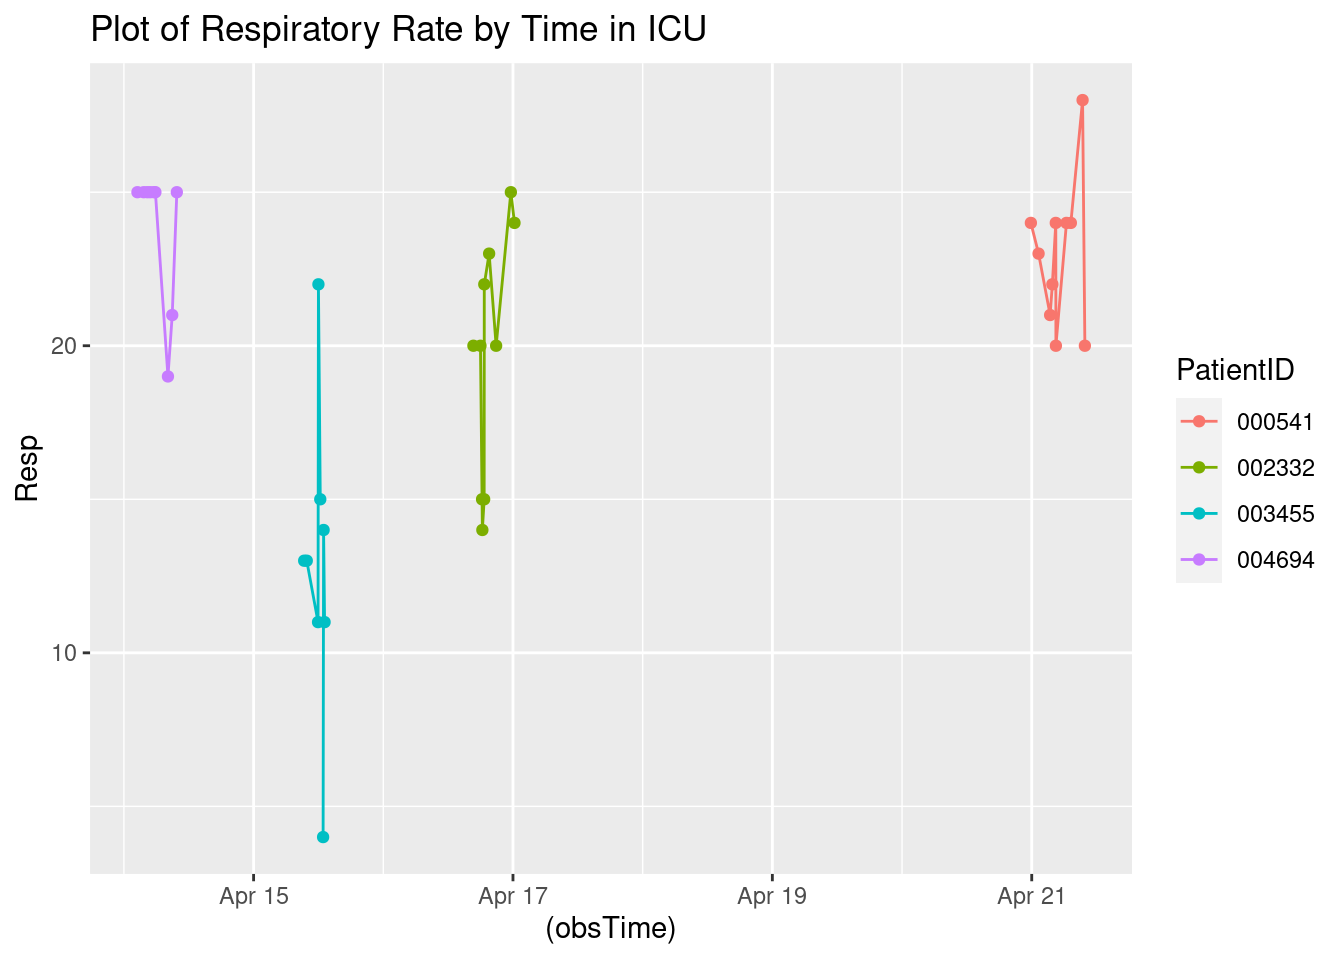 Plot of Respiratory Rate by Time in ICU
Resp
20
10
Apr 15
Apr 17
Apr 19
Apr 21
(obsTime)
PatientID
000541
002332
003455
004694